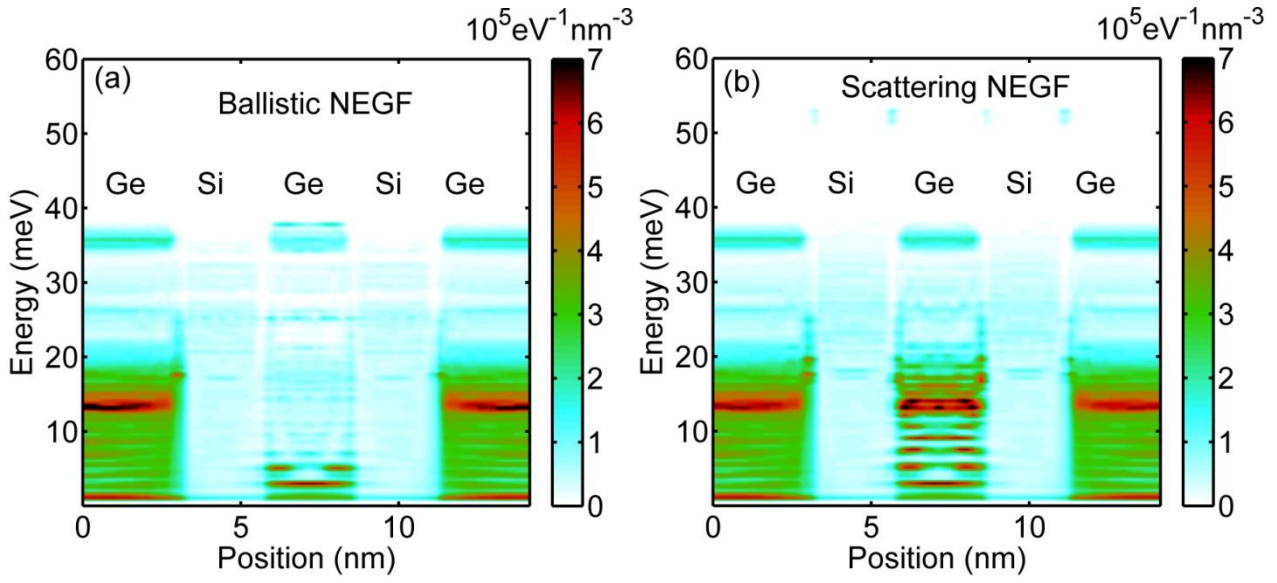 10⁵eV⁻¹nm⁻³
(a)
Ballistic NEGF
Ge Si Ge Si Ge
Energy (meV)
60
50
40
30
20
10
0 5 10
Position (nm)
7
6
5
4
3
2
1
0
10⁵eV⁻¹nm⁻³
(b)
Scattering NEGF
Ge Si Ge Si Ge
Energy (meV)
60
50
40
30
20
10
0 5 10
Position (nm)
7
6
5
4
3
2
1
0